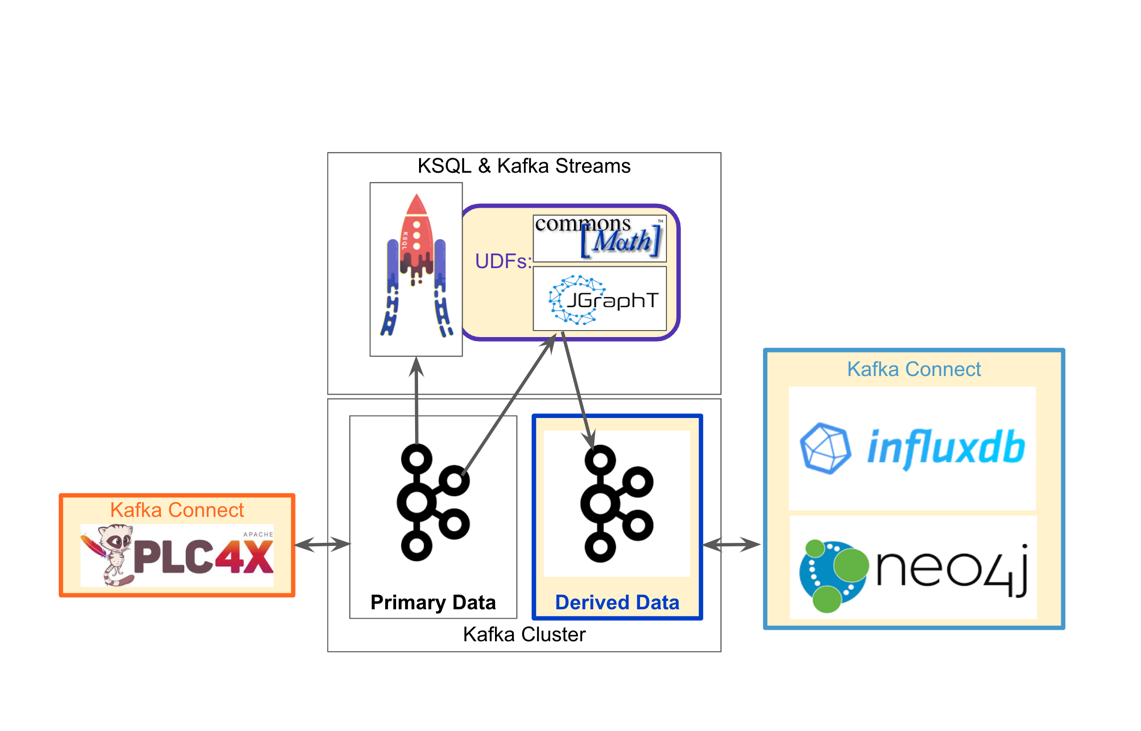 KSQL & Kafka Streams
KSQL
UDFs:
commons
[Math]
TM
JGraphT
Kafka Connect
influxdb
neo4j
Kafka Connect
APACHE
PLC4X
Primary Data
Derived Data
Kafka Cluster